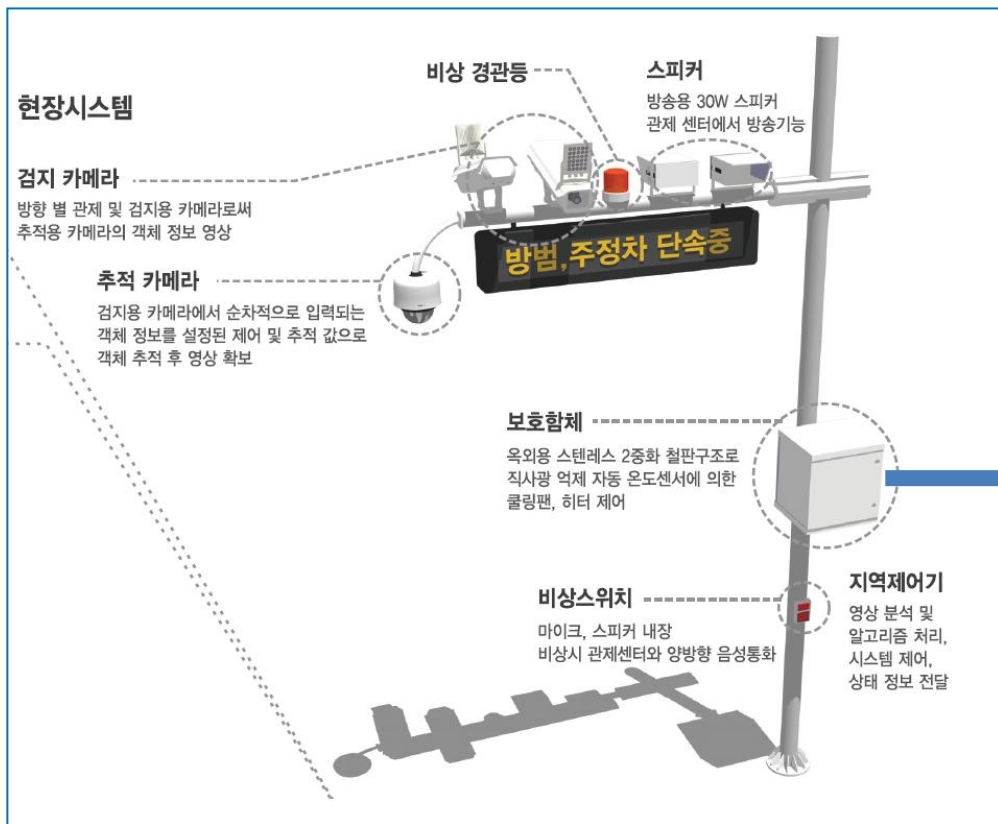 현장시스템
비상 경관등
스피커
방송용 30W 스피커
관제 센터에서 방송기능
검지 카메라
방향 별 관제 및 검지용 카메라로써
추적용 카메라의 객체 정보 영상
방범,주정차 단속중
추적 카메라
검지용 카메라에서 순차적으로 입력되는
객체 정보를 설정된 제어 및 추적 값으로
객체 추적 후 영상 확보
보호함체
옥외용 스텐레스 2중화 철판구조로
직사광 억제 자동 온도센서에 의한
쿨링팬, 히터 제어
비상스위치
마이크, 스피커 내장
비상시 관제센터와 양방향 음성통화
지역제어기
영상 분석 및
알고리즘 처리,
시스템 제어,
상태 정보 전달